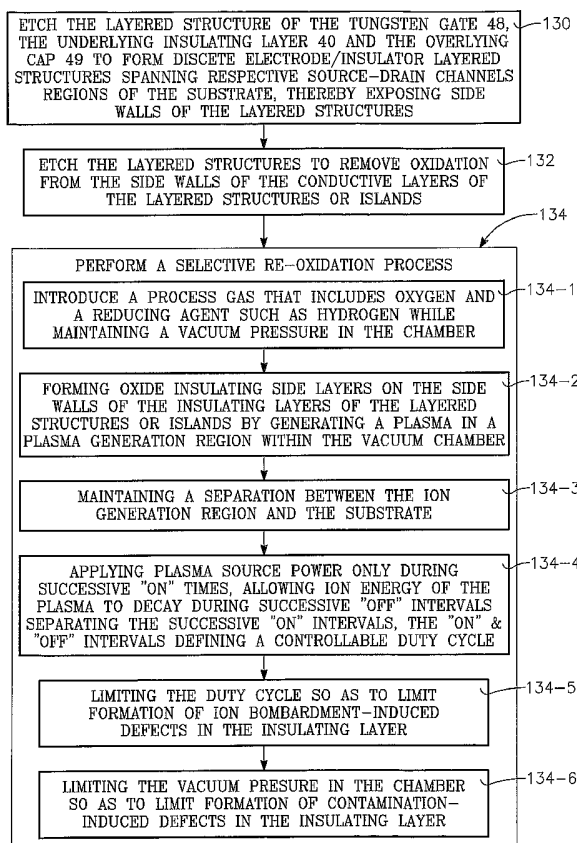 ETCH THE LAYERED STRUCTURE OF THE TUNGSTEN GATE 48,
THE UNDERLYING INSULATING LAYER 40 AND THE OVERLYING
CAP 49 TO FORM DISCRETE ELECTRODE/INSULATOR LAYERED
STRUCTURES SPANNING RESPECTIVE SOURCE-DRAIN CHANNELS
REGIONS OF THE SUBSTRATE, THEREBY EXPOSING SIDE
WALLS OF THE LAYERED STRUCTURES
130
ETCH THE LAYERED STRUCTURES TO REMOVE OXIDATION
FROM THE SIDE WALLS OF THE CONDUCTIVE LAYERS OF
THE LAYERED STRUCTURES OR ISLANDS
132
134
PERFORM A SELECTIVE RE-OXIDATION PROCESS
INTRODUCE A PROCESS GAS THAT INCLUDES OXYGEN AND
A REDUCING AGENT SUCH AS HYDROGEN WHILE
MAINTAINING A VACUUM PRESSURE IN THE CHAMBER
134-1
FORMING OXIDE INSULATING SIDE LAYERS ON THE SIDE
WALLS OF THE INSULATING LAYERS OF THE LAYERED
STRUCTURES OR ISLANDS BY GENERATING A PLASMA IN A
PLASMA GENERATION REGION WITHIN THE VACUUM CHAMBER
134-2
MAINTAINING A SEPARATION BETWEEN THE ION
GENERATION REGION AND THE SUBSTRATE
134-3
APPLYING PLASMA SOURCE POWER ONLY DURING
SUCCESSIVE "ON" TIMES, ALLOWING ION ENERGY OF THE
PLASMA TO DECAY DURING SUCCESSIVE "OFF" INTERVALS
SEPARATING THE SUCCESSIVE "ON" INTERVALS, THE "ON" &
"OFF" INTERVALS DEFINING A CONTROLLABLE DUTY CYCLE
134-4
LIMITING THE DUTY CYCLE SO AS TO LIMIT
FORMATION OF ION BOMBARDMENT-INDUCED
DEFECTS IN THE INSULATING LAYER
134-5
LIMITING THE VACUUM PRESURE IN THE CHAMBER
SO AS TO LIMIT FORMATION OF CONTAMINATION-
INDUCED DEFECTS IN THE INSULATING LAYER
134-6